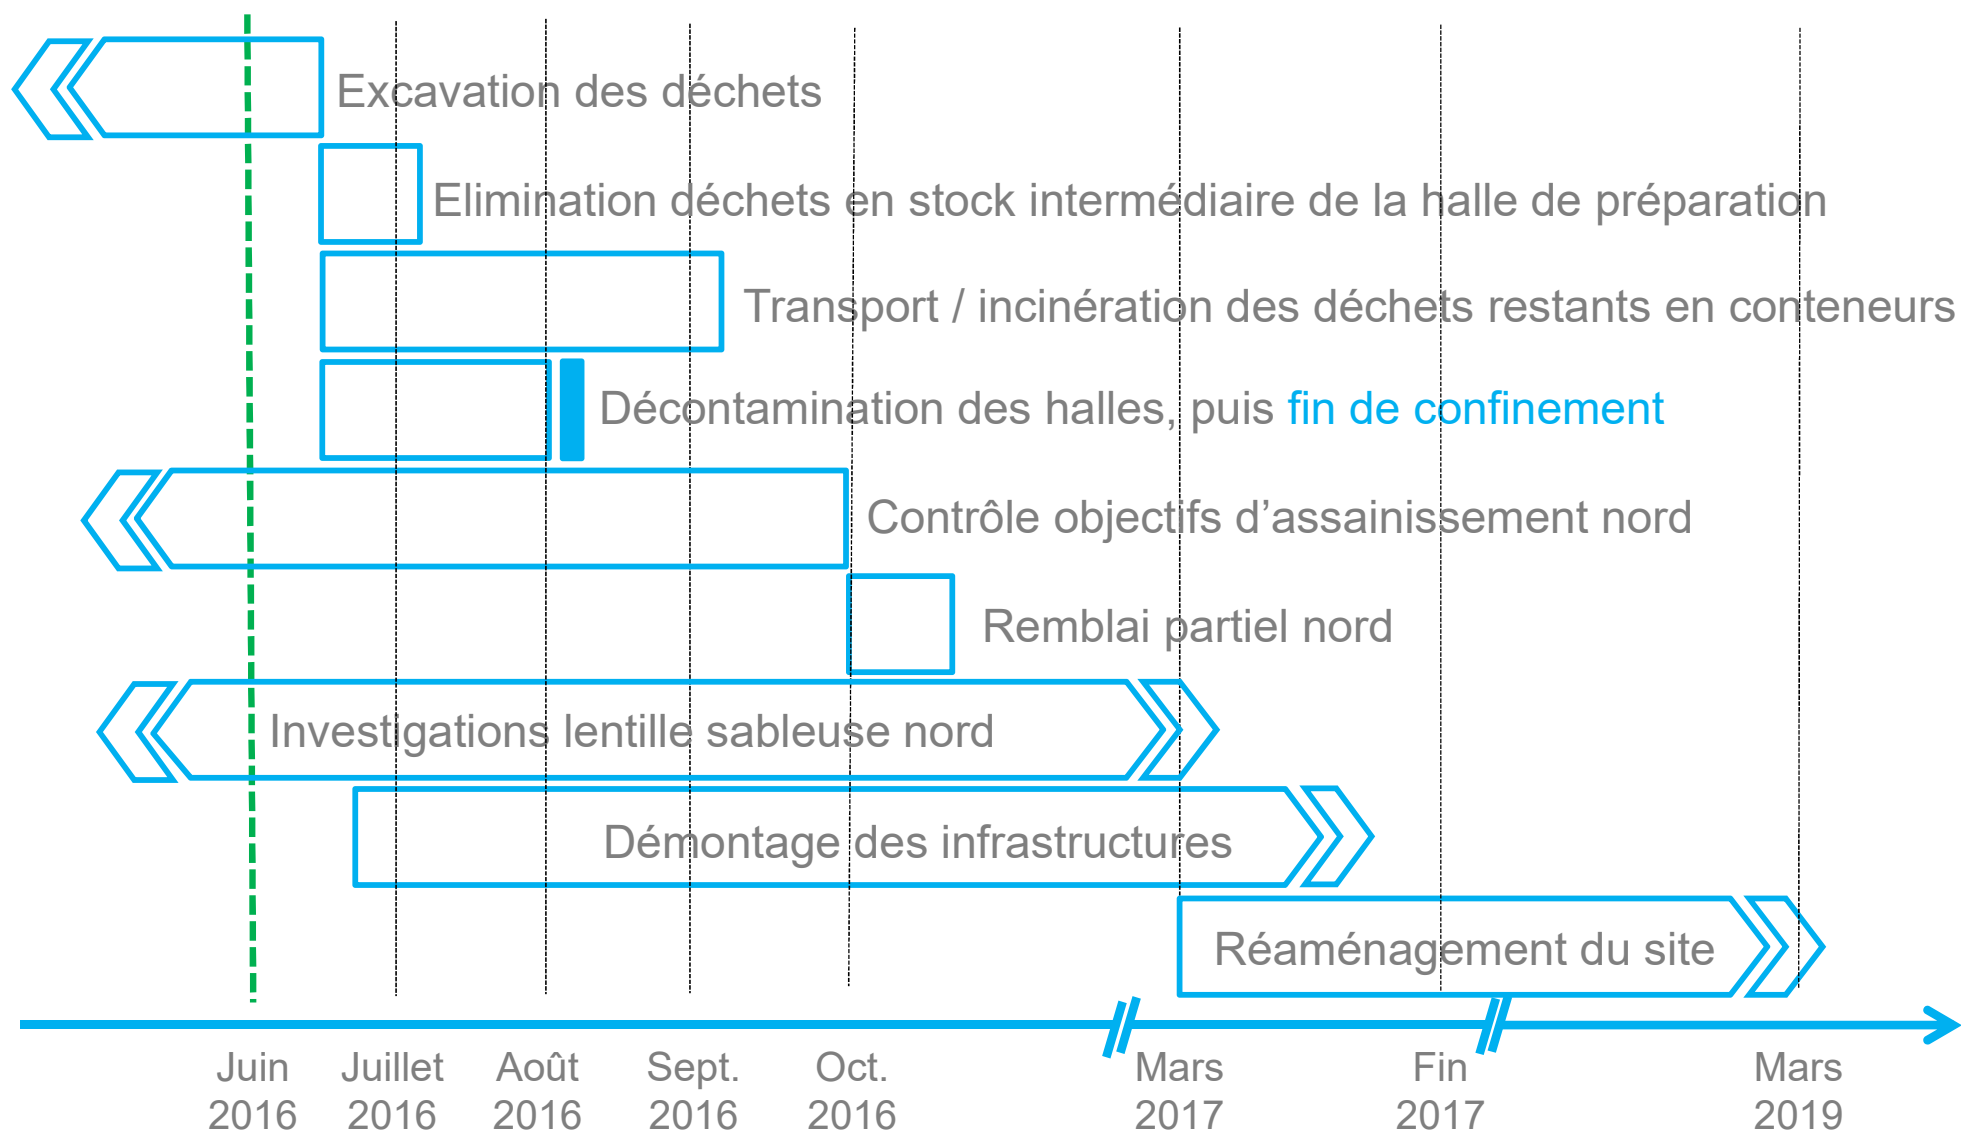 Excavation des déchets
Elimination déchets en stock intermédiaire de la halle de préparation
Transport / incinération des déchets restants en conteneurs
Décontamination des halles, puis fin de confinement
Contrôle objectifs d’assainissement nord
Remblai partiel nord
Investigations lentille sableuse nord
Démontage des infrastructures
Réaménagement du site
Juin 2016
Juillet 2016
Août 2016
Sept. 2016
Oct. 2016
Mars 2017
Fin 2017
Mars 2019